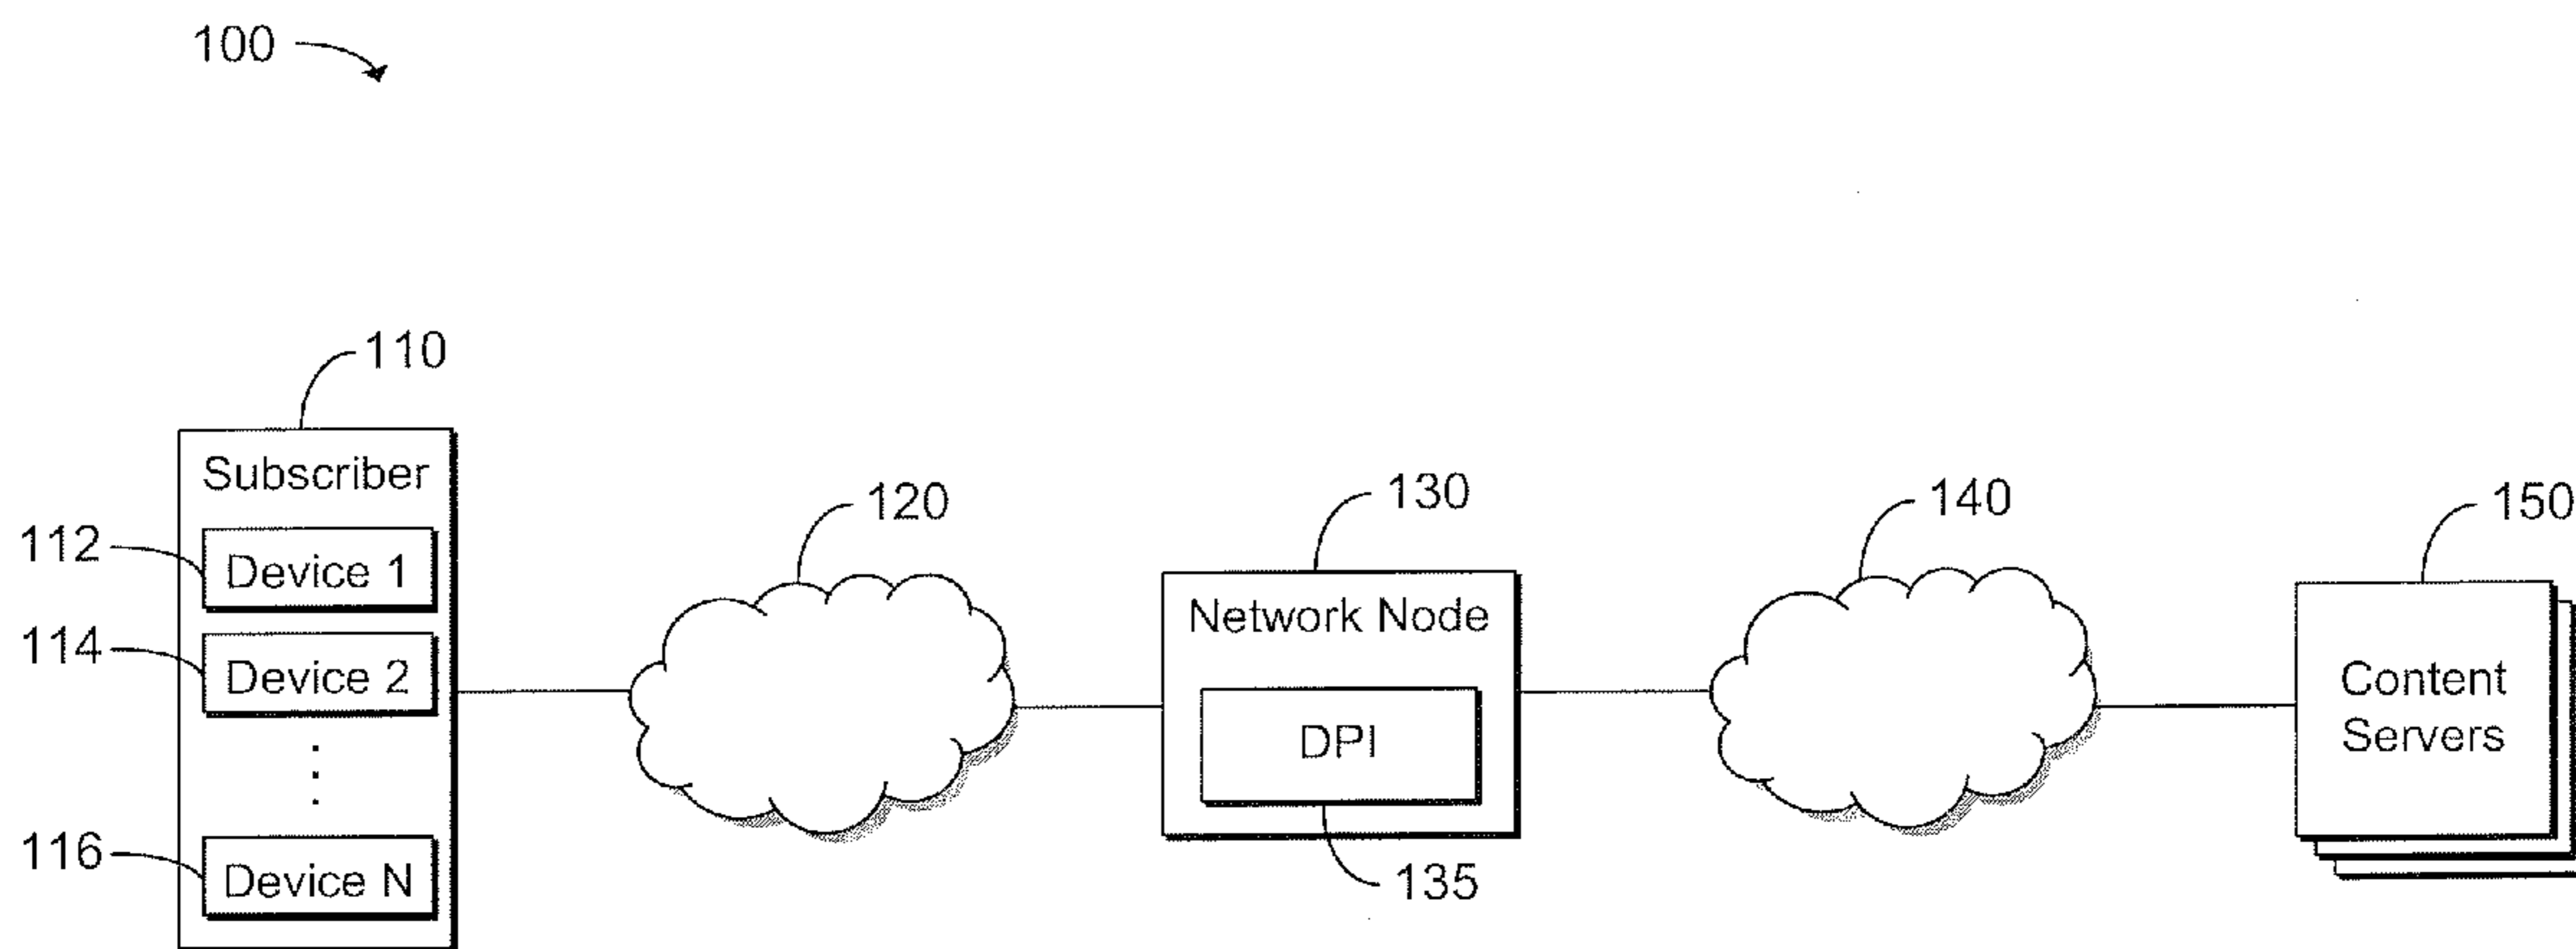 100
110
Subscriber
112
Device 1
114
Device 2
116
Device N
120
130
Network Node
DPI
135
140
150
Content
Servers